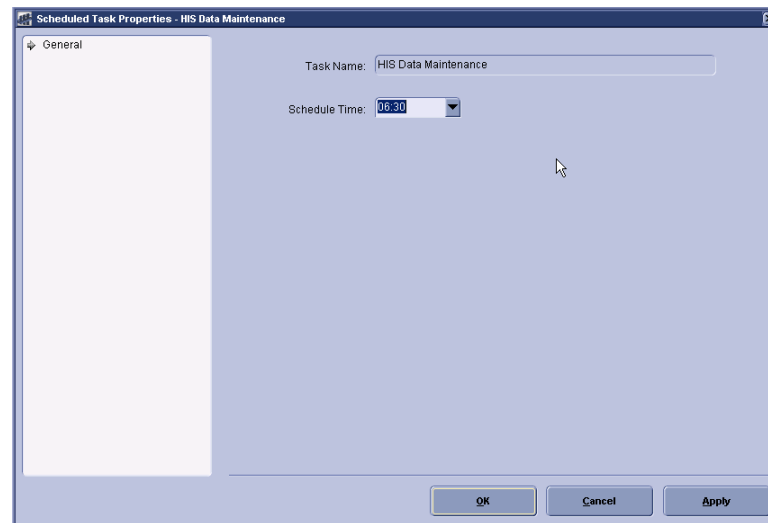 Scheduled Task Properties - HIS Data Maintenance
General
Task Name: HIS Data Maintenance
Schedule Time: 06:30
OK Cancel Apply